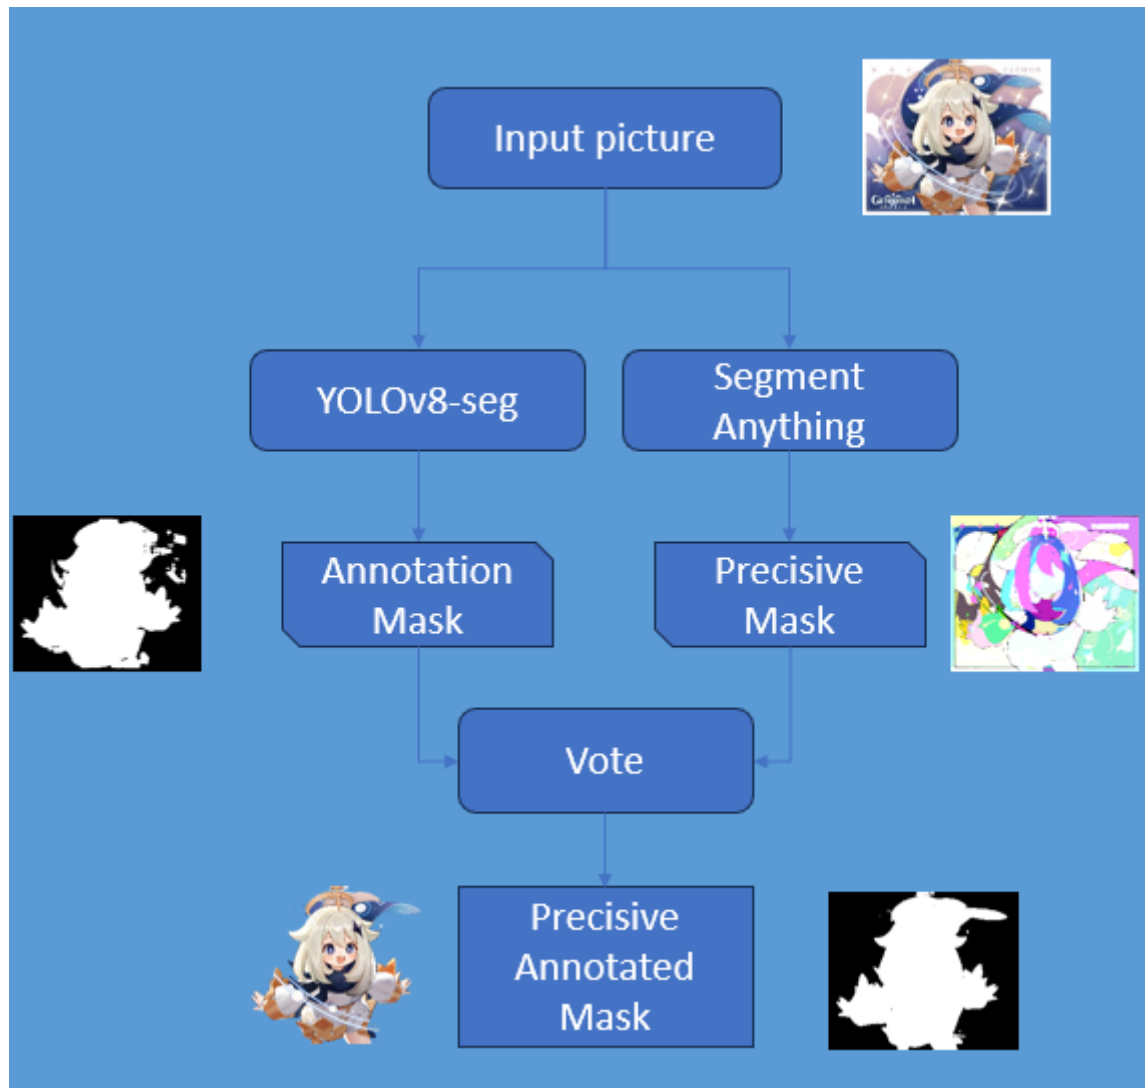 Input picture
YOLOv8-seg
Segment
Anything
Annotation
Mask
Precisive
Mask
Vote
Precisive
Annotated
Mask